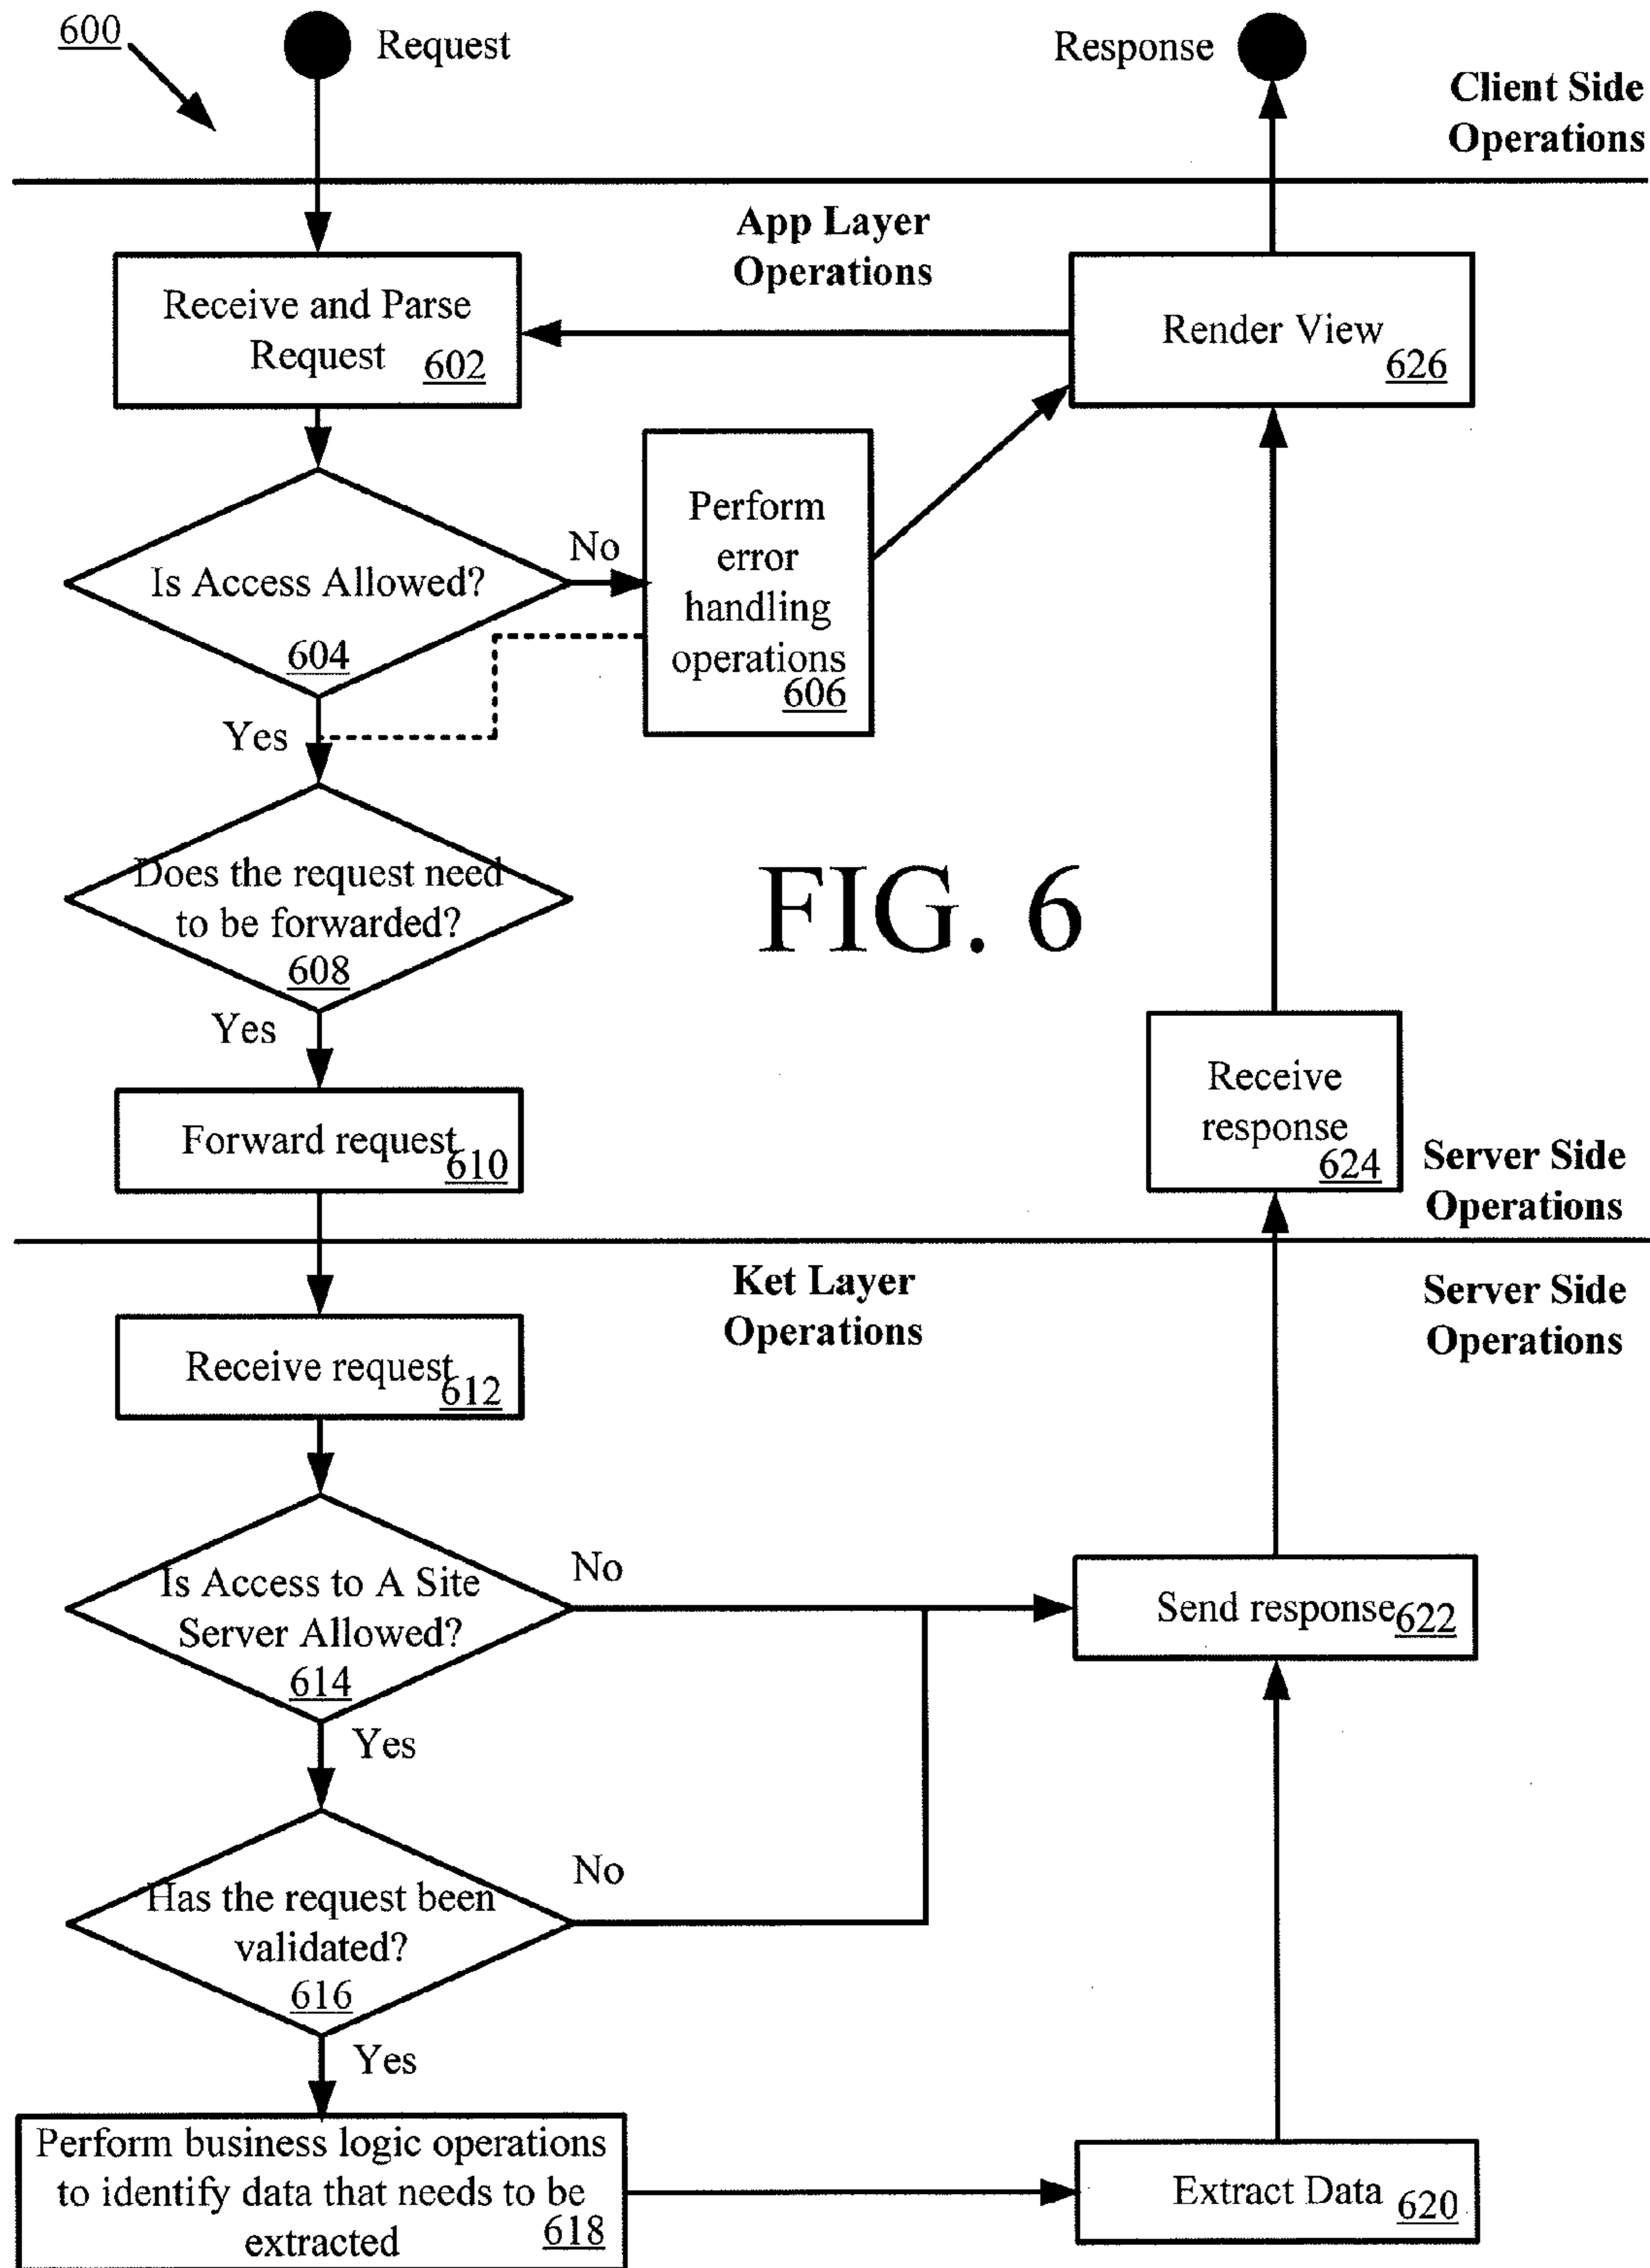 600
Request
Response
Client Side
Operations
App Layer
Operations
Receive and Parse
Request
602
Render View
626
Is Access Allowed?
604
No
Perform
error
handling
operations
606
Yes
Does the request need
to be forwarded?
608
FIG. 6
Yes
Forward request
610
Receive
response
624
Server Side
Operations
Ket Layer
Operations
Server Side
Operations
Receive request
612
Is Access to A Site
Server Allowed?
614
No
Send response
622
Yes
Has the request been
validated?
616
No
Yes
Perform business logic operations
to identify data that needs to be
extracted
618
Extract Data
620